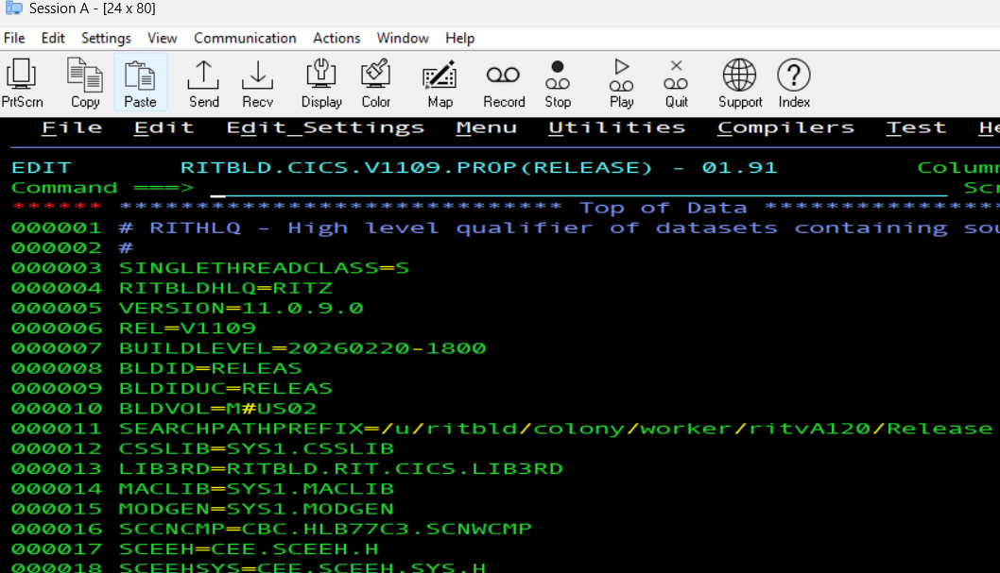 Session A - [24 x 80]
File Edit Settings View Communication Actions Window Help
PrtScrn Copy Paste Send Recv Display Color Map Record Stop Play Quit Support Index
File Edit Edit_Settings Menu Utilities Compilers Test
EDIT RITBLD.CICS.V1109.PROP(RELEASE) - 01.91
Command ===>
****** ***************************** Top of Data ****************
000001 # RITHLQ - High level qualifier of datasets containing
000002 #
000003 SINGLETHREADCLASS=S
000004 RITBLDHLQ=RITZ
000005 VERSION=11.0.9.0
000006 REL=V1109
000007 BUILDLEVEL=20260220-1800
000008 BLDID=RELEAS
000009 BLDIDUC=RELEAS
000010 BLDVOL=M#US02
000011 SEARCHPATHPREFIX=/u/ritbld/colony/worker/ritvA120/Release
000012 CSSLIB=SYS1.CSSLIB
000013 LIB3RD=RITBLD.RIT.CICS.LIB3RD
000014 MACLIB=SYS1.MACLIB
000015 MODGEN=SYS1.MODGEN
000016 SCCNCMP=CBC.HLB77C3.SCNWCMP
000017 SCEEH=CEE.SCEEH.H
000018 SCEEHSYS=CEE.SCEEH.SYS.H